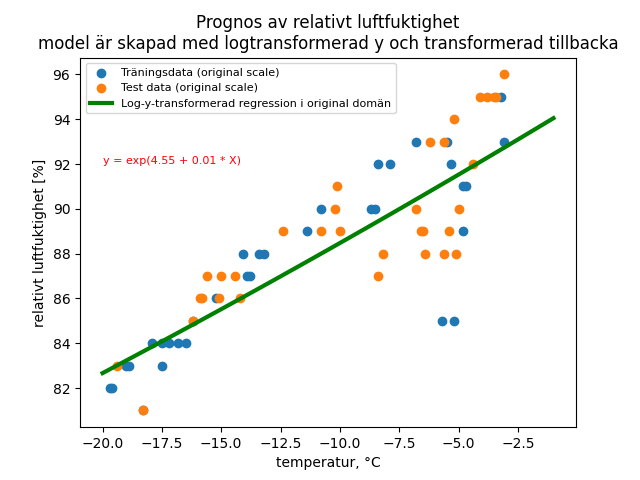 Prognos av relativt luftfuktighet
model är skapad med logtransformerad y och transformerad tillbacka
Träningsdata (original scale)
Test data (original scale)
Log-y-transformerad regression i original domän
y = exp(4.55 + 0.01 * X)
relativt luftfuktighet [%]
96
94
92
90
88
86
84
82
−20.0 −17.5 −15.0 −12.5 −10.0 −7.5 −5.0 −2.5
temperatur, °C